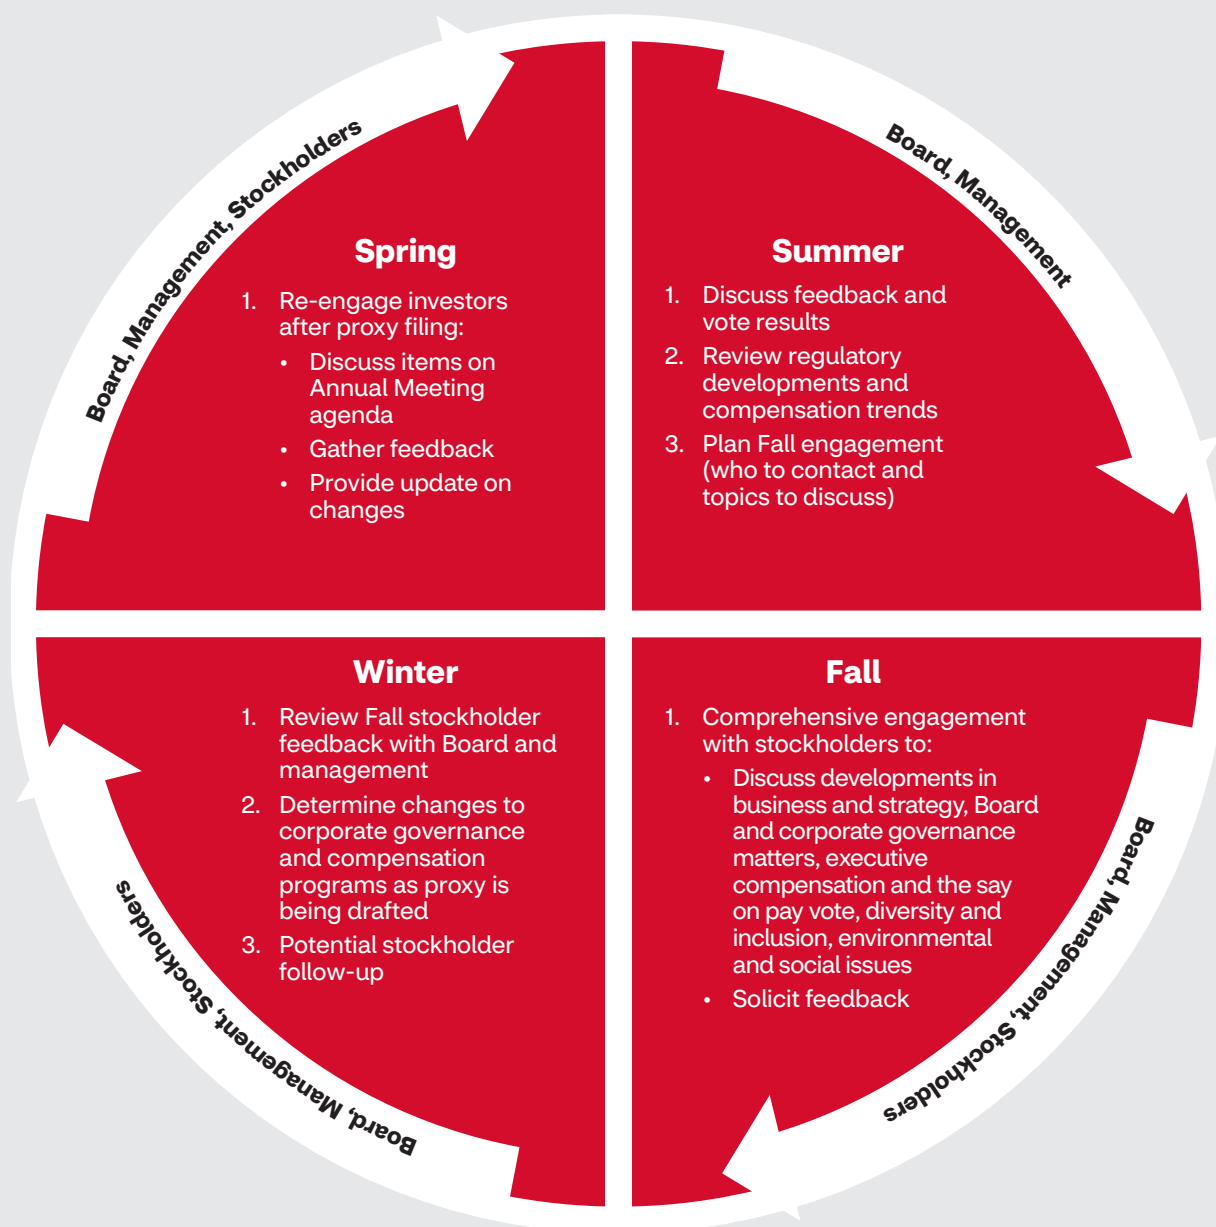 Board, Management, Stockholders
Spring
1. Re-engage investors
after proxy filing:
• Discuss items on
Annual Meeting
agenda
• Gather feedback
• Provide update on
changes
Board, Management
Summer
1. Discuss feedback and
vote results
2. Review regulatory
developments and
compensation trends
3. Plan Fall engagement
(who to contact and
topics to discuss)
Winter
1. Review Fall stockholder
feedback with Board and
management
2. Determine changes to
corporate governance
and compensation
programs as proxy is
being drafted
3. Potential stockholder
follow-up
Board, Management, Stockholders
Fall
1. Comprehensive engagement
with stockholders to:
• Discuss developments in
business and strategy, Board
and corporate governance
matters, executive
compensation and the say
on pay vote, diversity and
inclusion, environmental
and social issues
• Solicit feedback
Board, Management, Stockholders